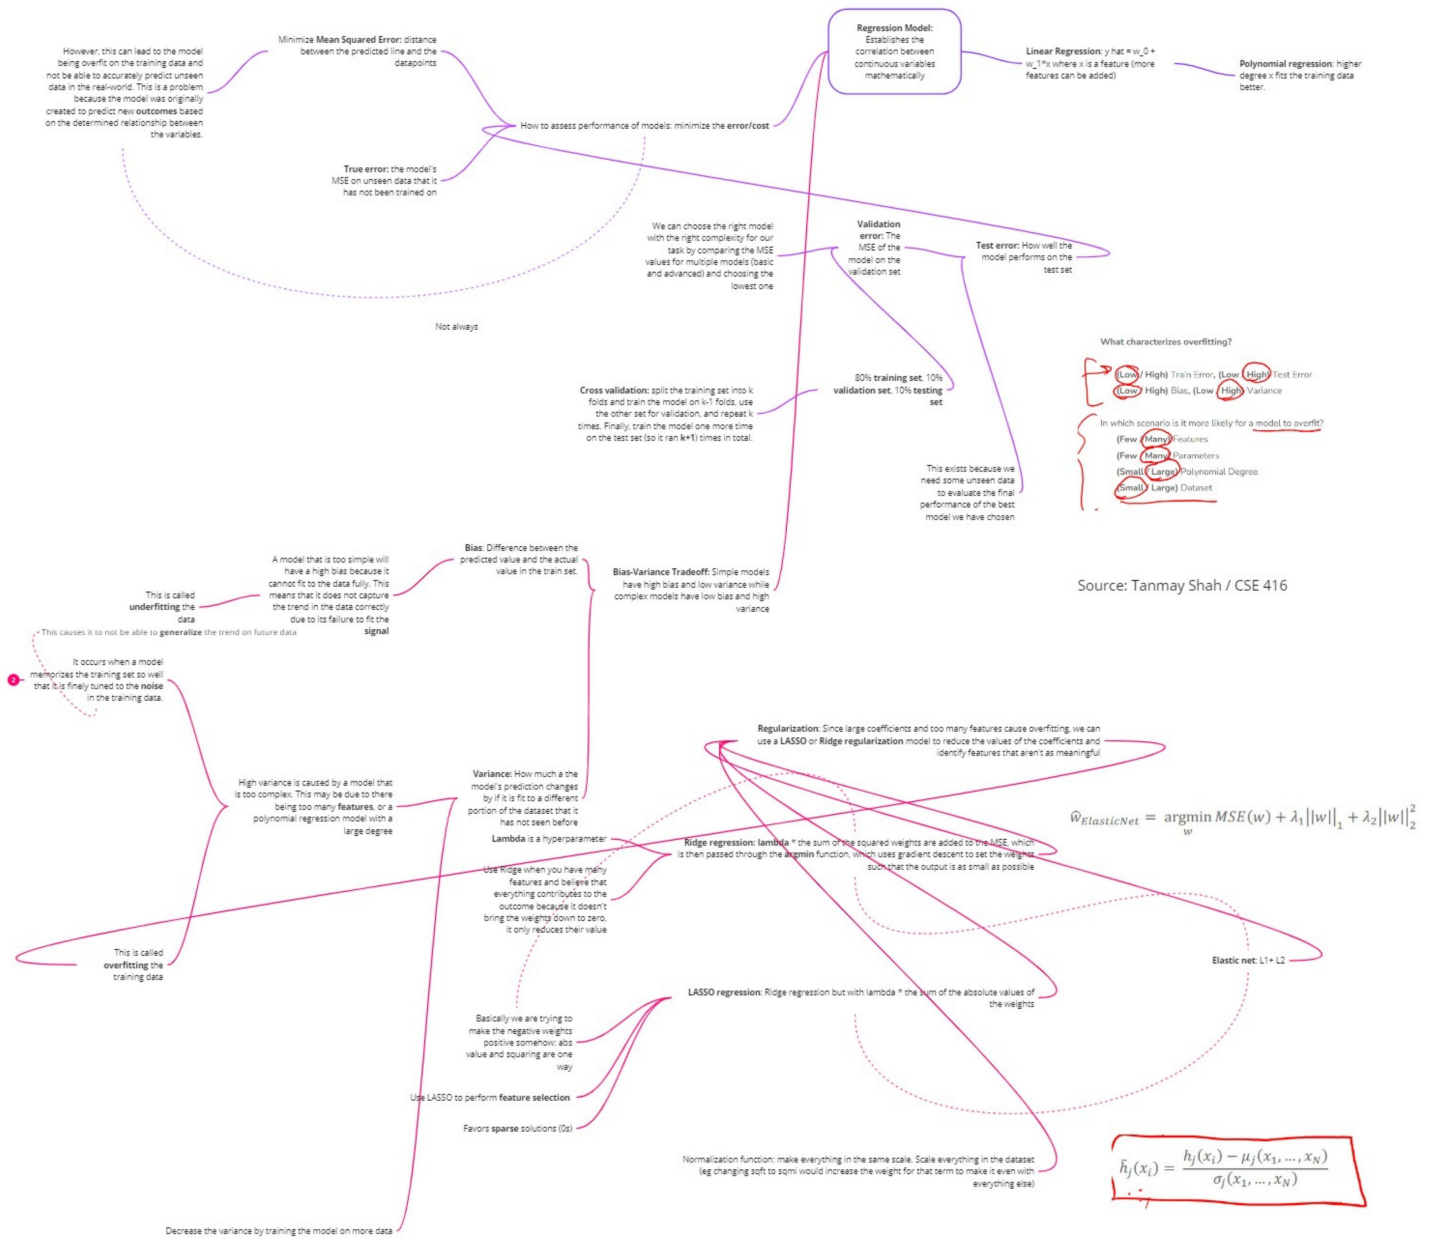 Regression Model:
Establishes the
correlation between
continuous variables
mathematically
Linear Regression: y hat = w_0 +
w_1*x where x is a feature (more
features can be added)
Polynomial regression: higher
degree x fits the training data
better.
Minimize Mean Squared Error: distance
between the predicted line and the
datapoints
However, this can lead to the model
being overfit on the training data and
not be able to accurately predict unseen
data in the real-world. This is a problem
because the model was originally
created to predict new outcomes based
on the determined relationship between
the variables.
How to assess performance of models: minimize the error/cost
True error: the model's
MSE on unseen data that it
has not been trained on
We can choose the right model
with the right complexity for our
task by comparing the MSE
values for multiple models (basic
and advanced) and choosing the
lowest one
Validation
error: The
MSE of the
model on the
validation set
Test error: How well the
model performs on the
test set
Not always
What characterizes overfitting?
(Low / High) Train Error, (Low / High) Test Error
(Low / High) Bias, (Low / High) Variance
In which scenario is it more likely for a model to overfit?
(Few / Many) Features
(Few / Many) Parameters
(Small / Large) Polynomial Degree
(Small / Large) Dataset
80% training set, 10%
validation set, 10% testing
set
Cross validation: split the training set into k
folds and train the model on k-1 folds, use
the other set for validation, and repeat k
times. Finally, train the model one more time
on the test set (so it ran k+1) times in total.
This exists because we
need some unseen data
to evaluate the final
performance of the best
model we have chosen
Source: Tanmay Shah / CSE 416
Bias-Variance Tradeoff: Simple models
have high bias and low variance while
complex models have low bias and high
variance
Bias: Difference between the
predicted value and the actual
value in the train set.
A model that is too simple will
have a high bias because it
cannot fit to the data fully. This
means that it does not capture
the trend in the data correctly
due to its failure to fit the
signal
This is called
underfitting the
data
This causes it to not be able to generalize the trend on future data
It occurs when a model
memorizes the training set so well
that it is finely tuned to the noise
in the training data.
2
High variance is caused by a model that
is too complex. This may be due to there
being too many features, or a
polynomial regression model with a
large degree
Variance: How much a the
model's prediction changes
by if it is fit to a different
portion of the dataset that it
has not seen before
This is called
overfitting the
training data
Decrease the variance by training the model on more data
Regularization: Since large coefficients and too many features cause overfitting, we can
use a LASSO or Ridge regularization model to reduce the values of the coefficients and
identify features that aren't as meaningful
ŵ_ElasticNet = argmin_w MSE(w) + λ₁||w||₁ + λ₂||w||₂²
Lambda is a hyperparameter
Ridge regression: lambda * the sum of the squared weights are added to the MSE, which
is then passed through the argmin function, which uses gradient descent to set the weights
such that the output is as small as possible
Use Ridge when you have many
features and believe that
everything contributes to the
outcome because it doesn't
bring the weights down to zero,
it only reduces their value
Elastic net: L1+ L2
LASSO regression: Ridge regression but with lambda * the sum of the absolute values of
the weights
Basically we are trying to
make the negative weights
positive somehow: abs
value and squaring are one
way
Use LASSO to perform feature selection
Favors sparse solutions (0s)
Normalization function: make everything in the same scale. Scale everything in the dataset
(eg changing sqft to sqmi would increase the weight for that term to make it even with
everything else)
h̃_j(x_i) = (h_j(x_i) − μ_j(x_1, ..., x_N)) / σ_j(x_1, ..., x_N)